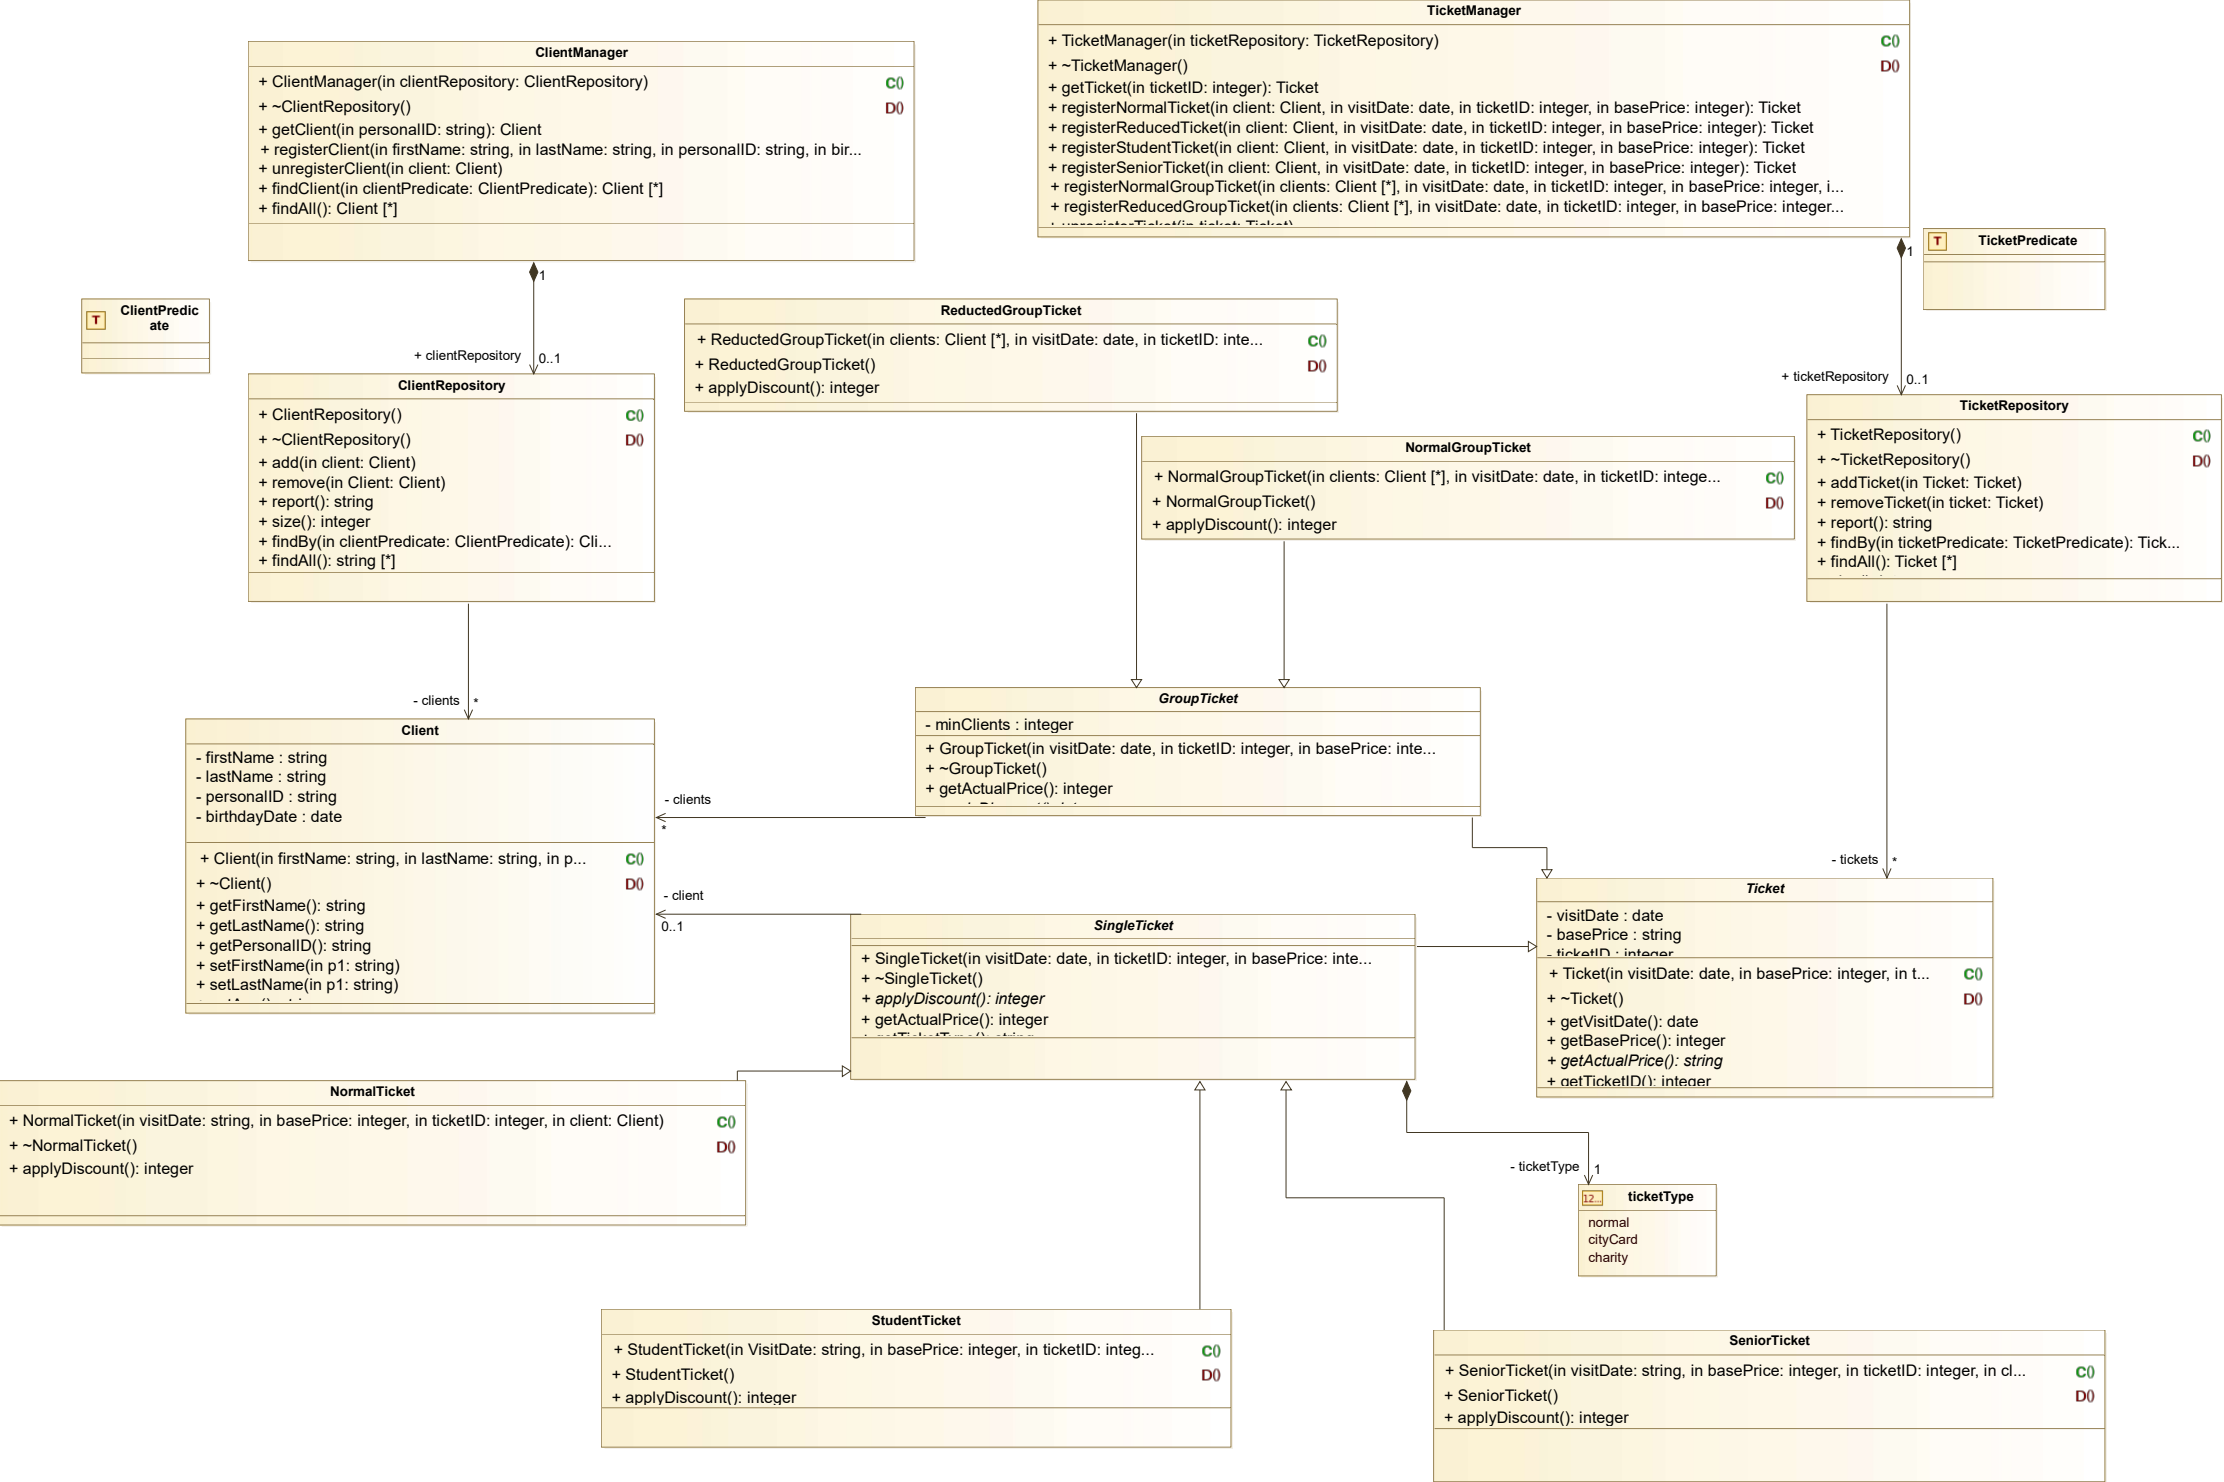 TicketManager
+ TicketManager(in ticketRepository: TicketRepository)
C()
+ ~TicketManager()
D()
+ getTicket(in ticketID: integer): Ticket
+ registerNormalTicket(in client: Client, in visitDate: date, in ticketID: integer, in basePrice: integer): Ticket
+ registerReducedTicket(in client: Client, in visitDate: date, in ticketID: integer, in basePrice: integer): Ticket
+ registerStudentTicket(in client: Client, in visitDate: date, in ticketID: integer, in basePrice: integer): Ticket
+ registerSeniorTicket(in client: Client, in visitDate: date, in ticketID: integer, in basePrice: integer): Ticket
+ registerNormalGroupTicket(in clients: Client [*], in visitDate: date, in ticketID: integer, in basePrice: integer, i...
+ registerReducedGroupTicket(in clients: Client [*], in visitDate: date, in ticketID: integer, in basePrice: integer...
+ unregisterTicket(in ticket: Ticket)
ClientManager
+ ClientManager(in clientRepository: ClientRepository)
C()
+ ~ClientRepository()
D()
+ getClient(in personalID: string): Client
+ registerClient(in firstName: string, in lastName: string, in personalID: string, in bir...
+ unregisterClient(in client: Client)
+ findClient(in clientPredicate: ClientPredicate): Client [*]
+ findAll(): Client [*]
T
TicketPredicate
1
1
T
ClientPredic
ate
+ clientRepository
0..1
ReductedGroupTicket
+ ReductedGroupTicket(in clients: Client [*], in visitDate: date, in ticketID: inte...
C()
+ ReductedGroupTicket()
D()
+ applyDiscount(): integer
+ ticketRepository
0..1
ClientRepository
+ ClientRepository()
C()
+ ~ClientRepository()
D()
+ add(in client: Client)
+ remove(in Client: Client)
+ report(): string
+ size(): integer
+ findBy(in clientPredicate: ClientPredicate): Cli...
+ findAll(): string [*]
NormalGroupTicket
+ NormalGroupTicket(in clients: Client [*], in visitDate: date, in ticketID: intege...
C()
+ NormalGroupTicket()
D()
+ applyDiscount(): integer
TicketRepository
+ TicketRepository()
C()
+ ~TicketRepository()
D()
+ addTicket(in Ticket: Ticket)
+ removeTicket(in ticket: Ticket)
+ report(): string
+ findBy(in ticketPredicate: TicketPredicate): Tick...
+ findAll(): Ticket [*]
- clients
*
GroupTicket
- minClients : integer
+ GroupTicket(in visitDate: date, in ticketID: integer, in basePrice: inte...
+ ~GroupTicket()
+ getActualPrice(): integer
Client
- firstName : string
- lastName : string
- personalID : string
- birthdayDate : date
+ Client(in firstName: string, in lastName: string, in p...
C()
+ ~Client()
D()
+ getFirstName(): string
+ getLastName(): string
+ getPersonalID(): string
+ setFirstName(in p1: string)
+ setLastName(in p1: string)
- clients
*
- client
0..1
- tickets
*
SingleTicket
+ SingleTicket(in visitDate: date, in ticketID: integer, in basePrice: inte...
+ ~SingleTicket()
+ applyDiscount(): integer
+ getActualPrice(): integer
+ getTicketType(): string
Ticket
- visitDate : date
- basePrice : string
- ticketID : integer
+ Ticket(in visitDate: date, in basePrice: integer, in t...
C()
+ ~Ticket()
D()
+ getVisitDate(): date
+ getBasePrice(): integer
+ getActualPrice(): string
+ getTicketID(): integer
NormalTicket
+ NormalTicket(in visitDate: string, in basePrice: integer, in ticketID: integer, in client: Client)
C()
+ ~NormalTicket()
D()
+ applyDiscount(): integer
- ticketType
1
12...
ticketType
normal
cityCard
charity
StudentTicket
+ StudentTicket(in VisitDate: string, in basePrice: integer, in ticketID: integ...
C()
+ StudentTicket()
D()
+ applyDiscount(): integer
SeniorTicket
+ SeniorTicket(in visitDate: string, in basePrice: integer, in ticketID: integer, in cl...
C()
+ SeniorTicket()
D()
+ applyDiscount(): integer